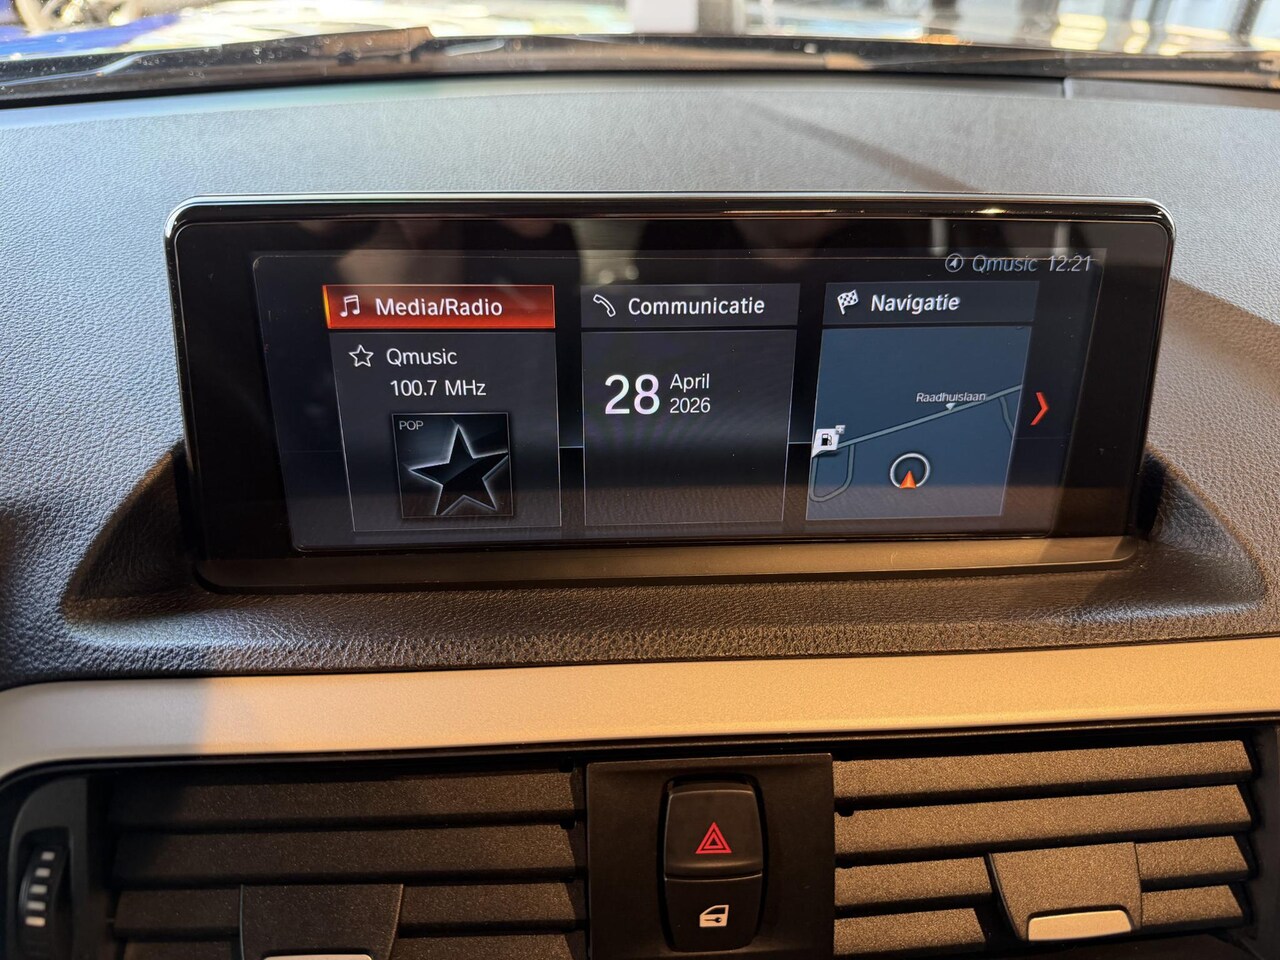 Qmusic 12:21
Media/Radio
Communicatie
Navigatie
Qmusic
100.7 MHz
POP
28 April
2026
Raadhuislaan